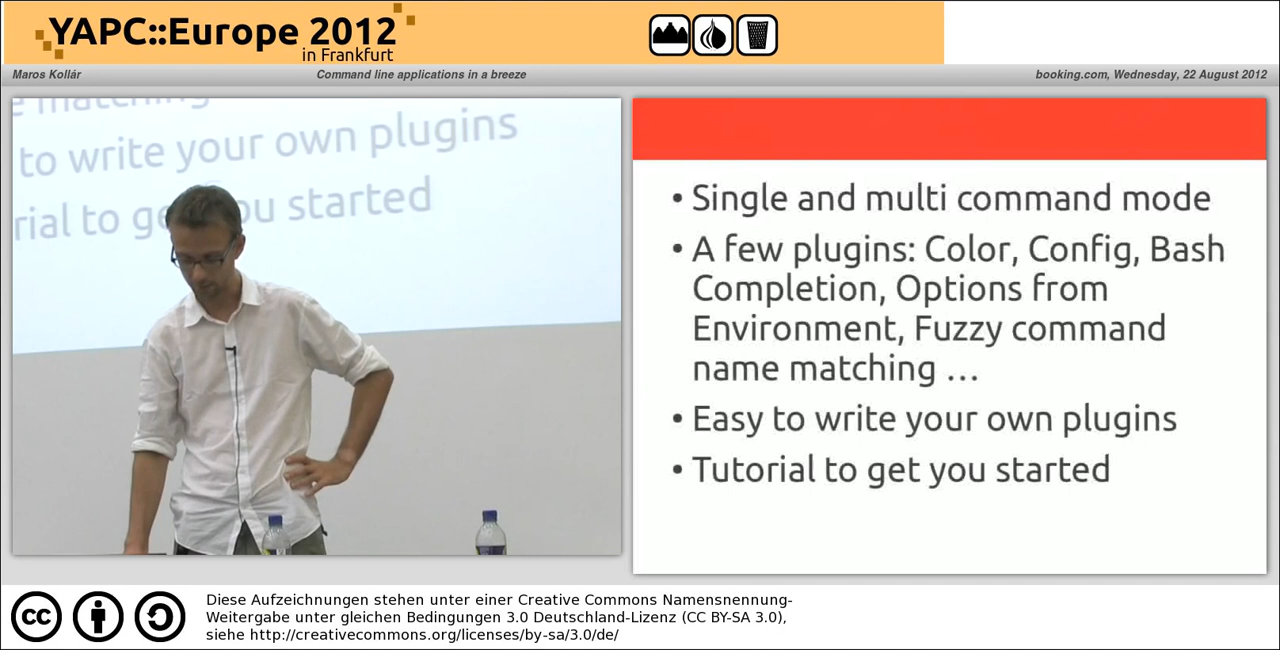 YAPC::Europe 2012
in Frankfurt
Maros Kollár
Command line applications in a breeze
booking.com, Wednesday, 22 August 2012
e matching
to write your own plugins
rial to get you started
• Single and multi command mode
• A few plugins: Color, Config, Bash
Completion, Options from
Environment, Fuzzy command
name matching …
• Easy to write your own plugins
• Tutorial to get you started
cc
Diese Aufzeichnungen stehen unter einer Creative Commons Namensnennung-
Weitergabe unter gleichen Bedingungen 3.0 Deutschland-Lizenz (CC BY-SA 3.0),
siehe http://creativecommons.org/licenses/by-sa/3.0/de/